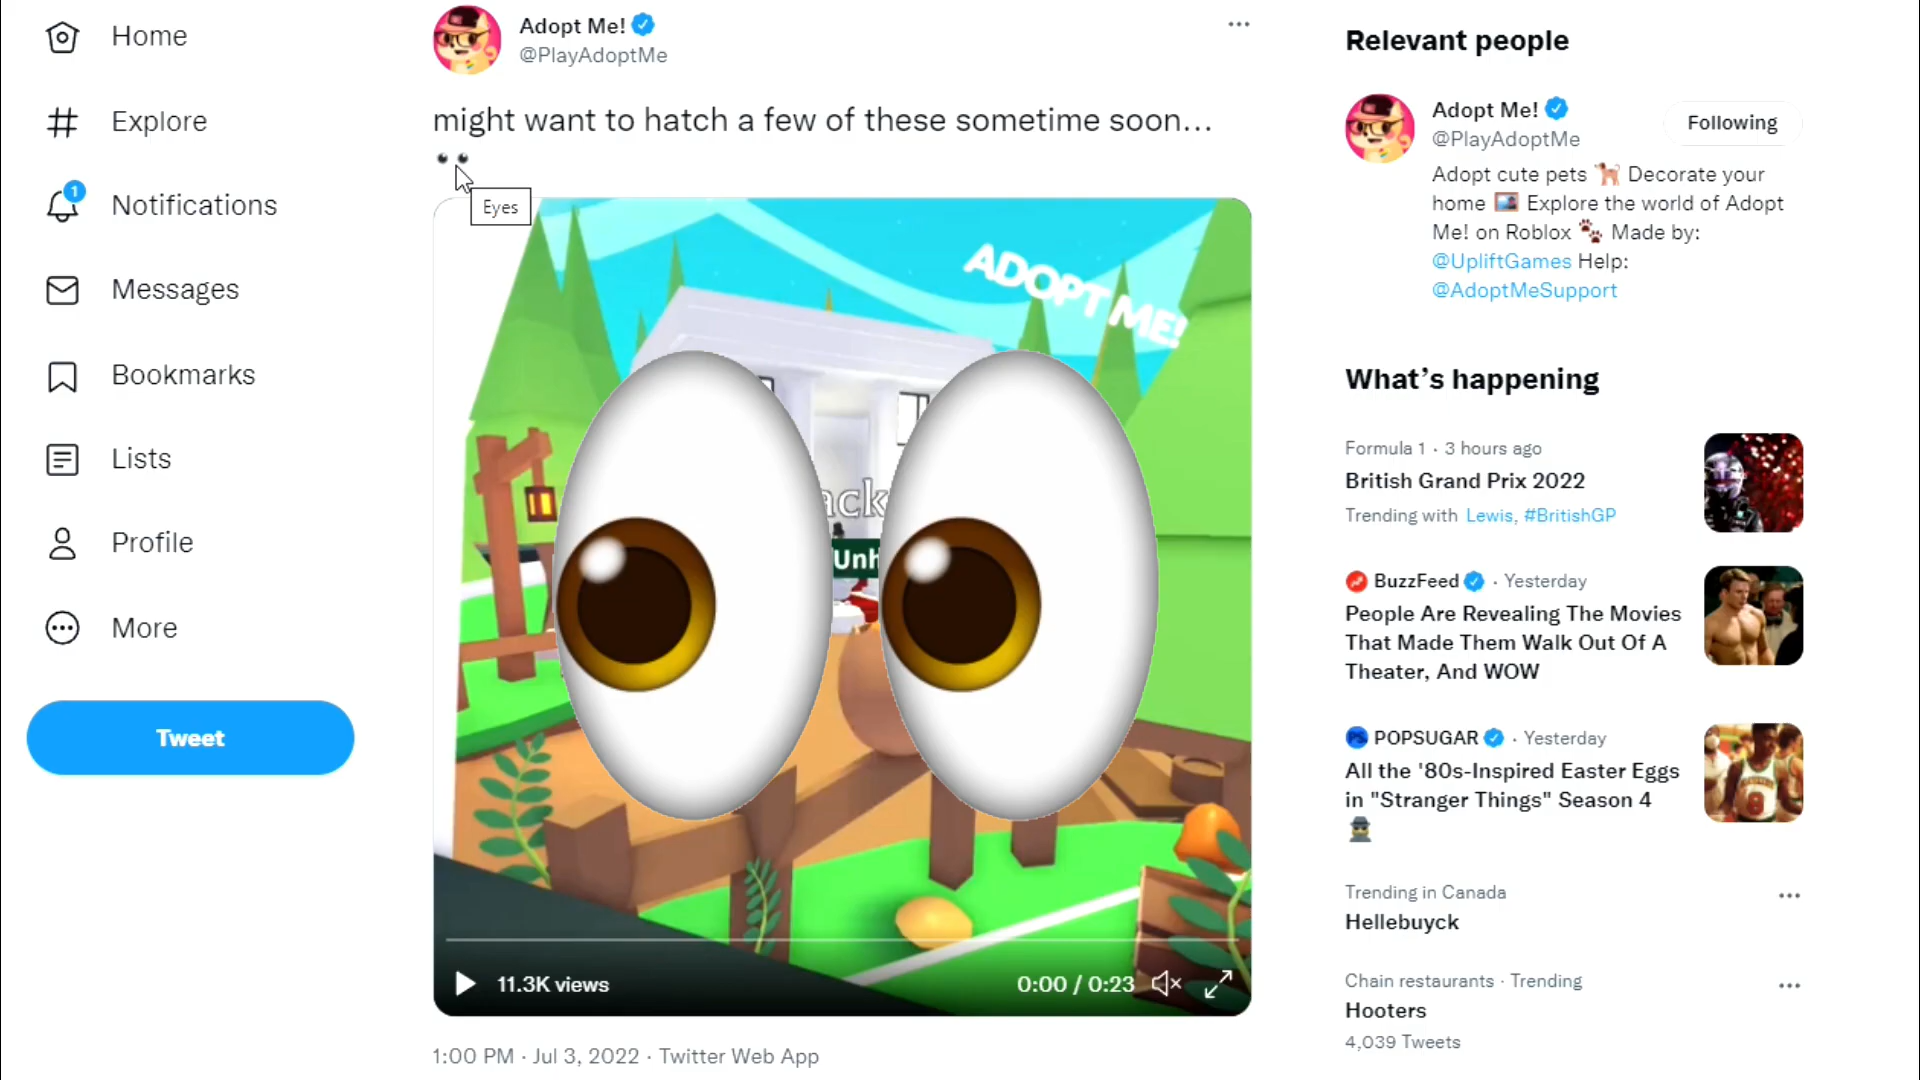 Home
Explore
1
Notifications
Messages
Bookmarks
Lists
Profile
More
Tweet
Adopt Me!
@PlayAdoptMe
might want to hatch a few of these sometime soon...
👀
Eyes
ADOPT ME!
ack
Unh
11.3K views
0:00 / 0:23
1:00 PM · Jul 3, 2022 · Twitter Web App
Relevant people
Adopt Me!
@PlayAdoptMe
Following
Adopt cute pets 🐕 Decorate your
home 🖼️ Explore the world of Adopt
Me! on Roblox 🐾 Made by:
@UpliftGames Help:
@AdoptMeSupport
What's happening
Formula 1 · 3 hours ago
British Grand Prix 2022
Trending with Lewis, #BritishGP
BuzzFeed · Yesterday
People Are Revealing The Movies
That Made Them Walk Out Of A
Theater, And WOW
POPSUGAR · Yesterday
All the '80s-Inspired Easter Eggs
in "Stranger Things" Season 4
🕵️
Trending in Canada
Hellebuyck
Chain restaurants · Trending
Hooters
4,039 Tweets